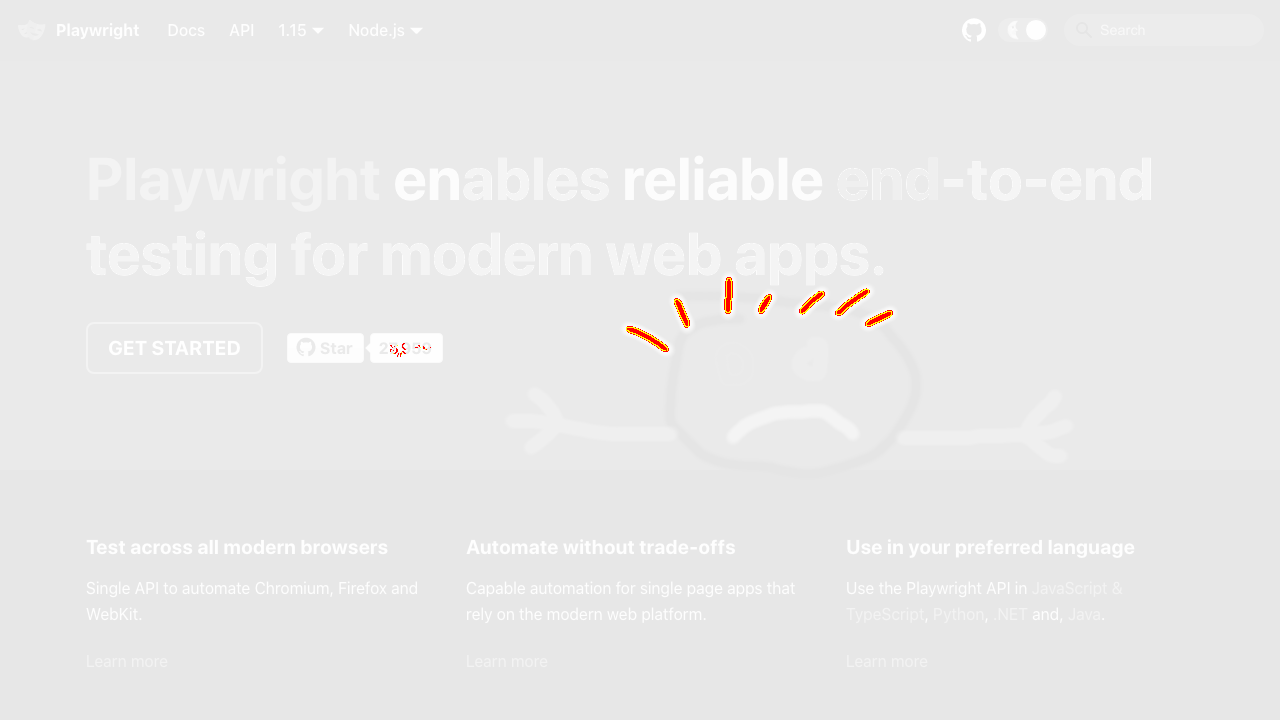 Playwright Docs API 1.15 Node.js Search
Playwright enables reliable end-to-end
testing for modern web apps.
GET STARTED Star
Test across all modern browsers
Single API to automate Chromium, Firefox and
WebKit.
Learn more
Automate without trade-offs
Capable automation for single page apps that
rely on the modern web platform.
Learn more
Use in your preferred language
Use the Playwright API in JavaScript &
TypeScript, Python, .NET and, Java.
Learn more